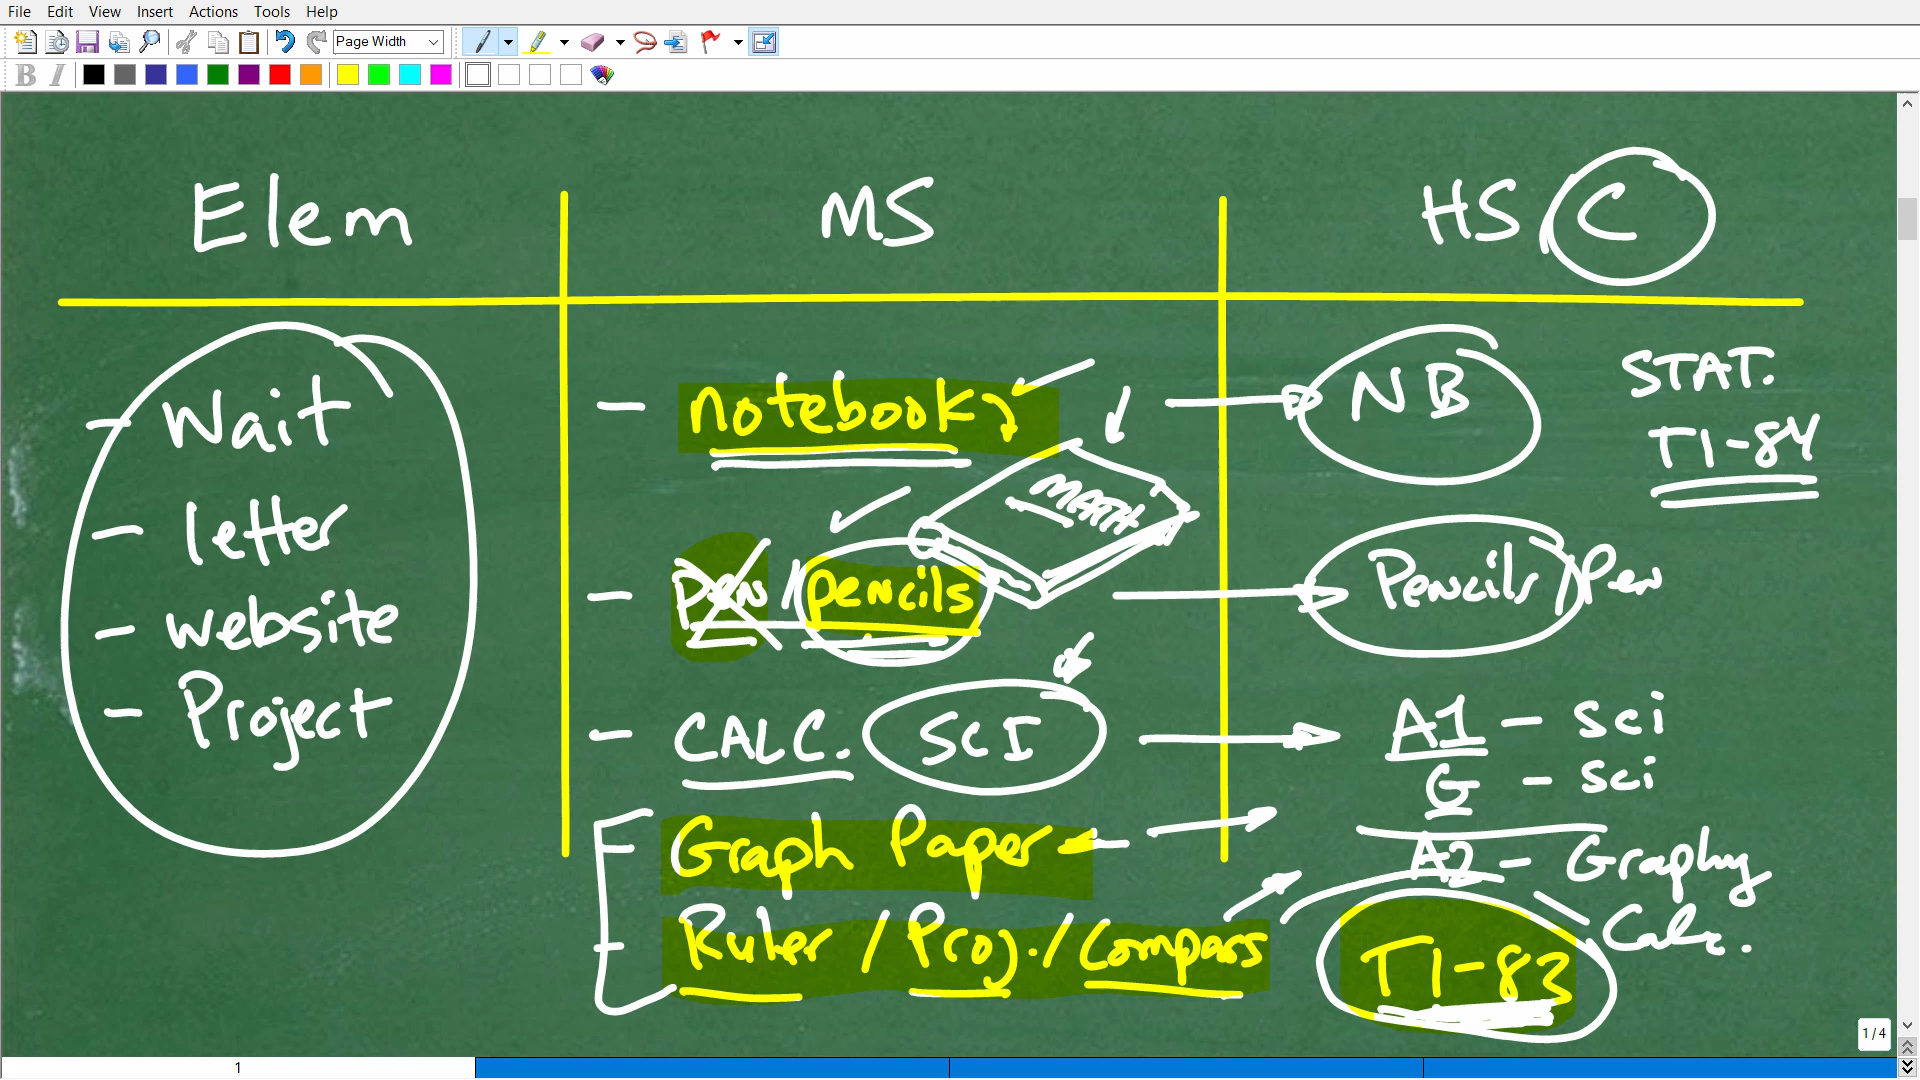 File Edit View Insert Actions Tools Help
Page Width
B I
Elem
MS
HS C
- Wait
- letter
- website
- Project
- notebook
MATH
- pen / pencils
- CALC. SCI
- Graph Paper
- Ruler / Proj. / Compass
NB
STAT.
TI-84
Pencils / Pen
A1 - Sci
G - Sci
A2 - Graphing
Calc.
TI-83
1 / 4
1